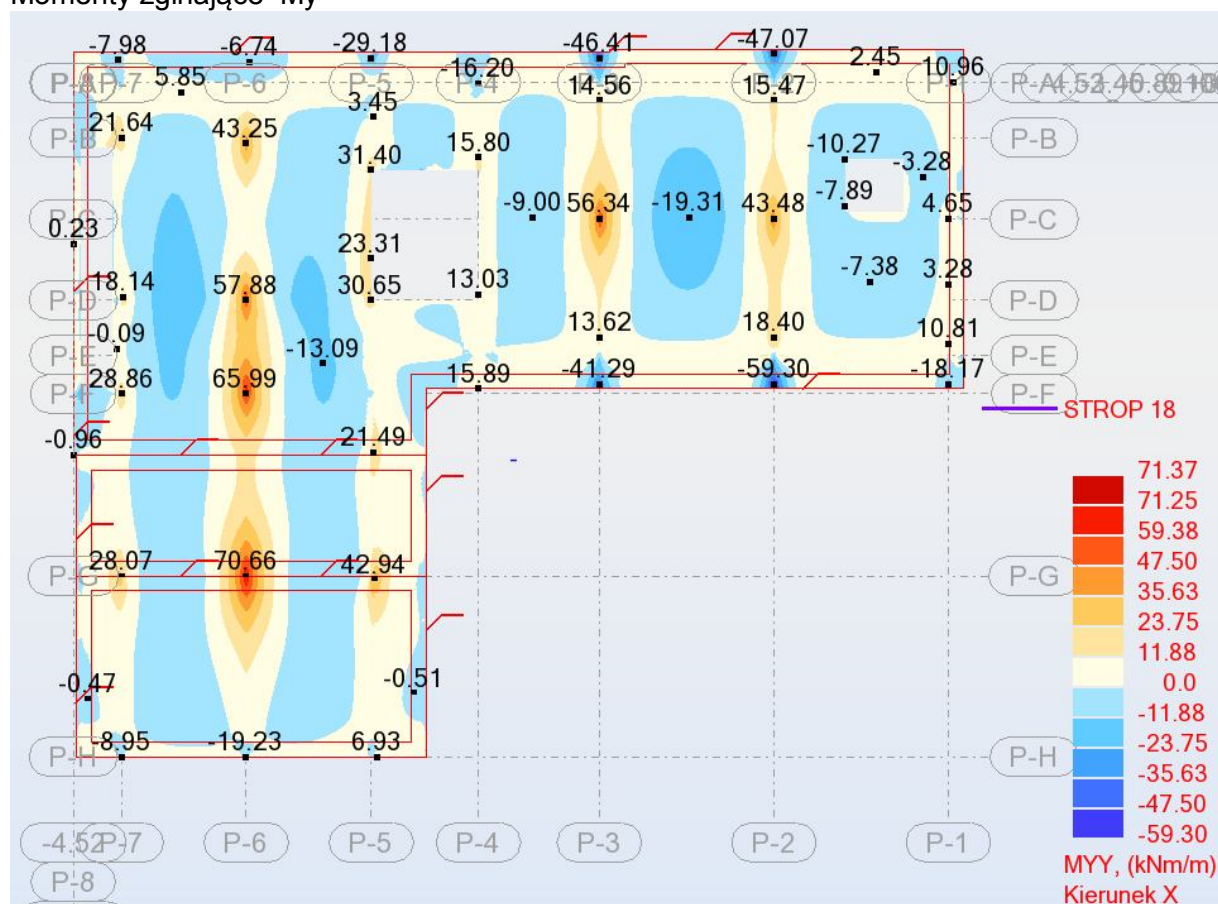 Momenty zginające My
-7.98 -6.74 -29.18 -46.41 -47.07 2.45 10.96
-16.20
P-7 P-6 P-5 P-4 P-A
5.85 3.45 14.56 15.47
P-B 21.64 43.25 31.40 15.80 -10.27 -3.28 P-B
-9.00 56.34 -19.31 43.48 -7.89 4.65 P-C
0.23 23.31
18.14 57.88 30.65 13.03 -7.38 3.28 P-D
-0.09 -13.09 13.62 18.40 10.81
P-E P-E
28.86 65.99 15.89 -41.29 -59.30 -18.17 P-F
STROP 18
-0.96 21.49
28.07 70.66 42.94 P-G
-0.47 -0.51
P-H -8.95 -19.23 6.93 P-H
71.37
71.25
59.38
47.50
35.63
23.75
11.88
0.0
-11.88
-23.75
-35.63
-47.50
-59.30
MYY, (kNm/m)
Kierunek X
-4.52 P-7 P-6 P-5 P-4 P-3 P-2 P-1
P-8